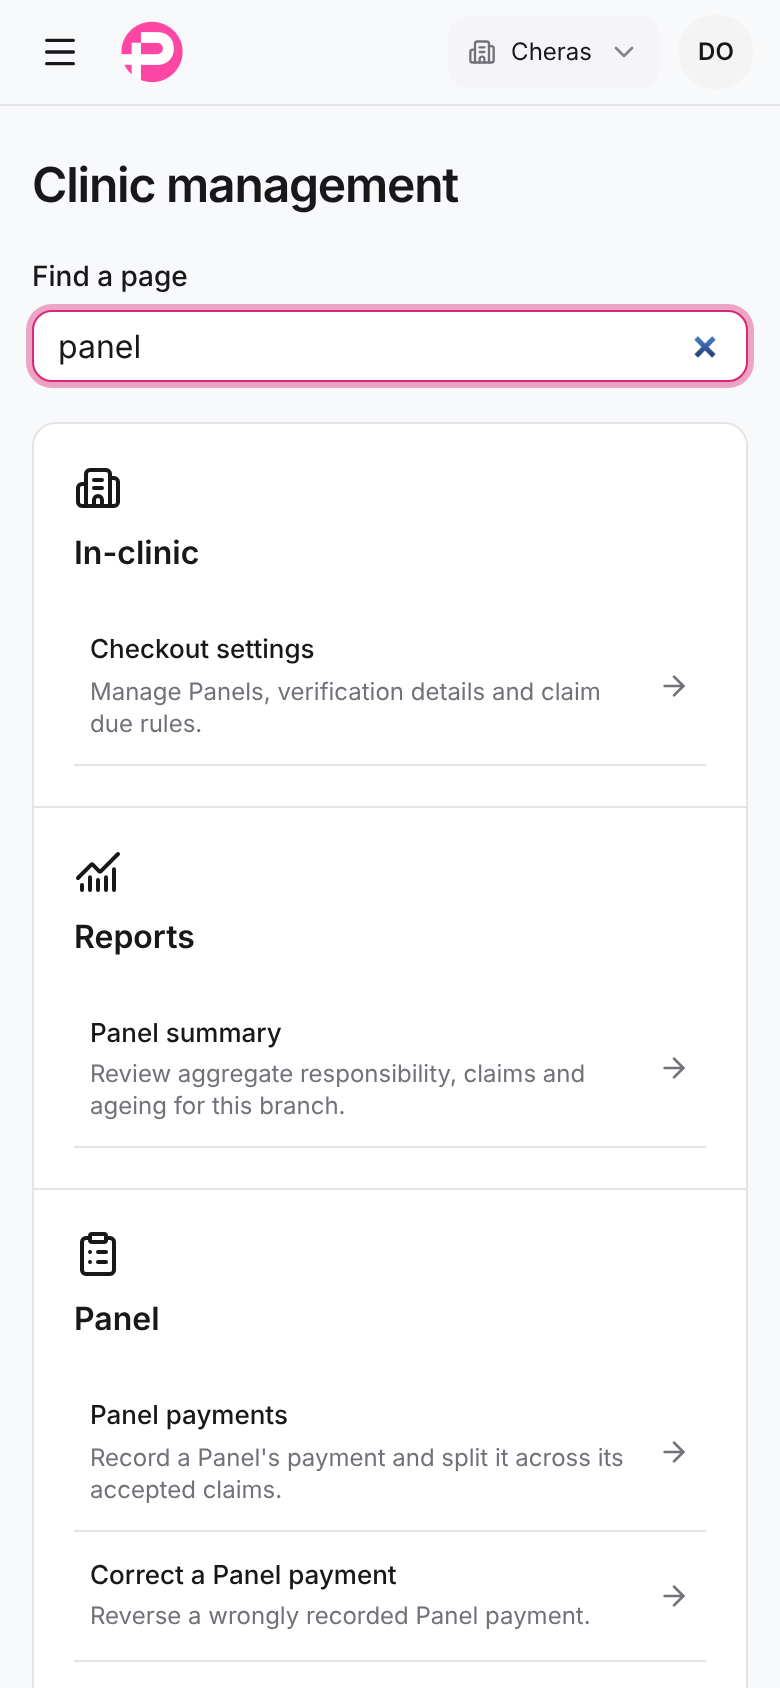 Cheras
DO
Clinic management
Find a page
panel
In-clinic
Checkout settings
Manage Panels, verification details and claim
due rules.
Reports
Panel summary
Review aggregate responsibility, claims and
ageing for this branch.
Panel
Panel payments
Record a Panel's payment and split it across its
accepted claims.
Correct a Panel payment
Reverse a wrongly recorded Panel payment.